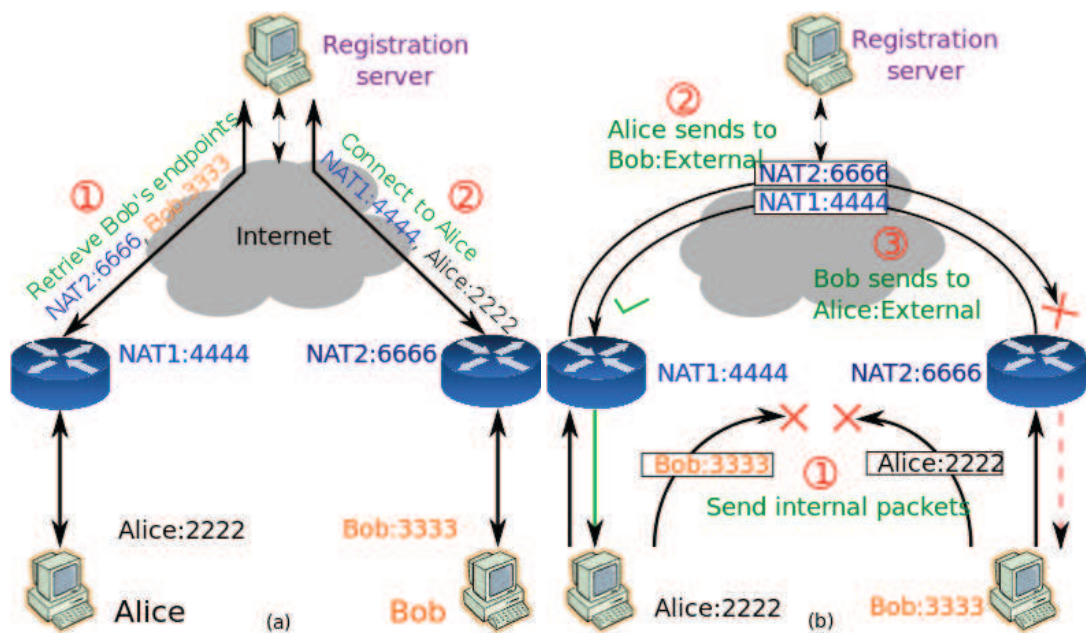 Registration
server
①
Retrieve Bob's endpoints
NAT2:6666, Bob:3333
Connect to Alice
NAT1:4444, Alice:2222
②
Internet
NAT1:4444
NAT2:6666
Alice:2222
Bob:3333
Alice
(a)
Bob
Registration
server
②
Alice sends to
Bob:External
NAT2:6666
NAT1:4444
③
Bob sends to
Alice:External
NAT1:4444
NAT2:6666
Bob:3333
①
Alice:2222
Send internal packets
Alice:2222
(b)
Bob:3333